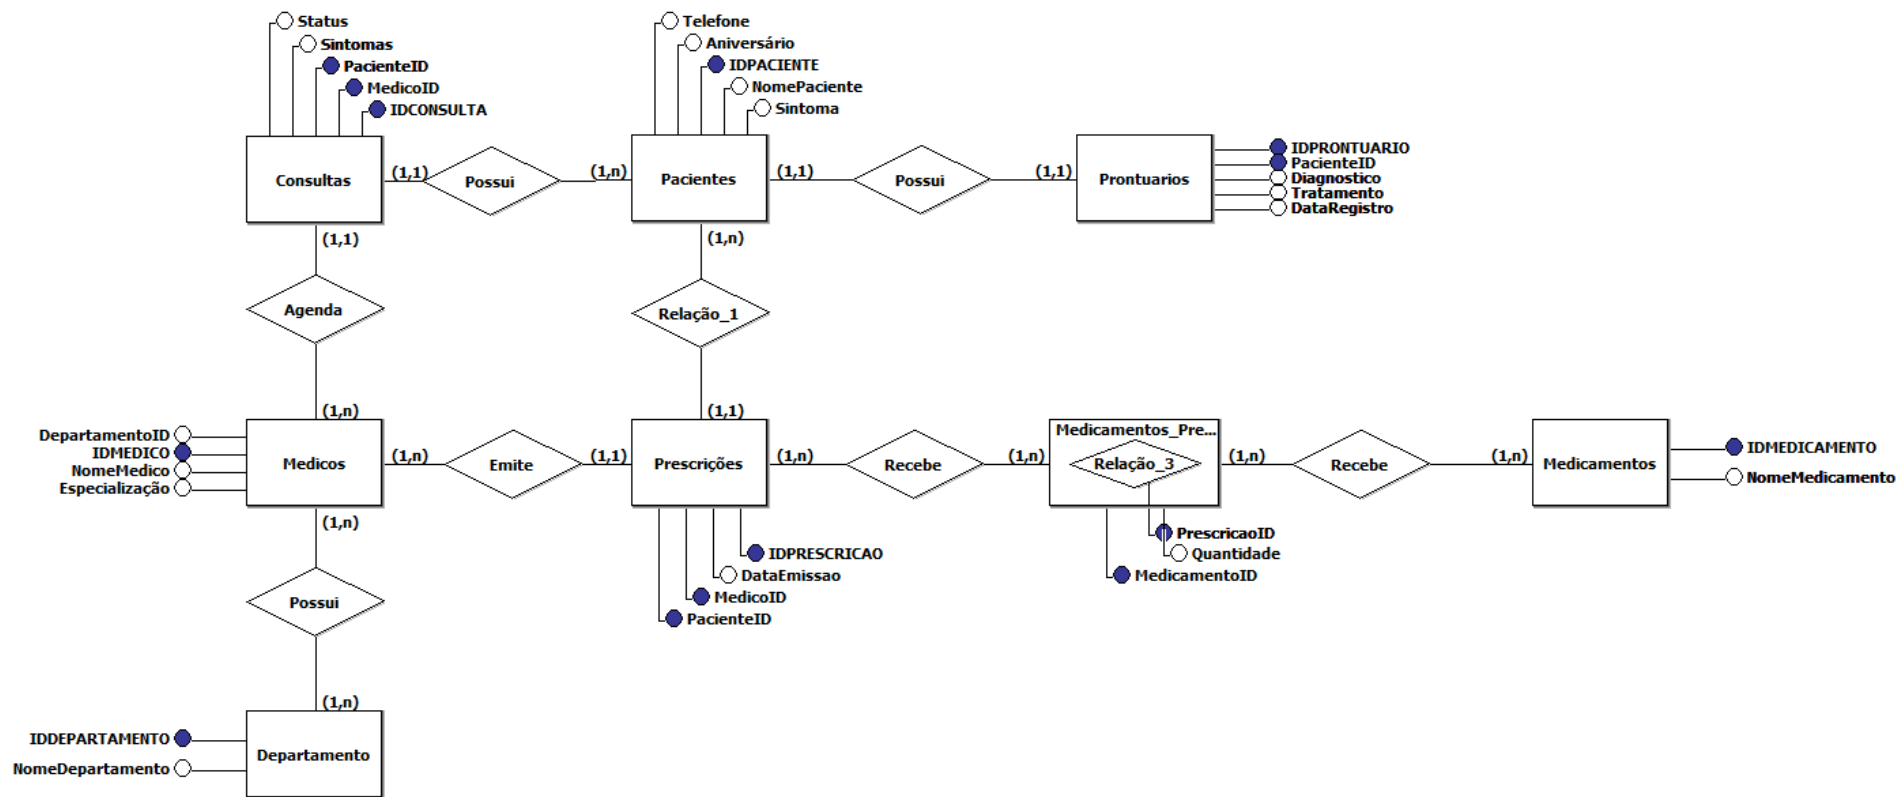 Status
Sintomas
PacienteID
MedicoID
IDCONSULTA
Consultas
(1,1)
Possui
(1,n)
Telefone
Aniversário
IDPACIENTE
NomePaciente
Sintoma
Pacientes
(1,1)
Possui
(1,1)
Prontuarios
IDPRONTUARIO
PacienteID
Diagnostico
Tratamento
DataRegistro
(1,1)
Agenda
(1,n)
(1,n)
Relação_1
(1,1)
DepartamentoID
IDMEDICO
NomeMedico
Especialização
Medicos
(1,n)
Emite
(1,1)
Prescrições
(1,n)
Recebe
(1,n)
Medicamentos_Pre...
Relação_3
(1,n)
Recebe
(1,n)
Medicamentos
IDMEDICAMENTO
NomeMedicamento
IDPRESCRICAO
DataEmissao
MedicoID
PacienteID
PrescricaoID
Quantidade
MedicamentoID
(1,n)
Possui
(1,n)
IDDEPARTAMENTO
NomeDepartamento
Departamento